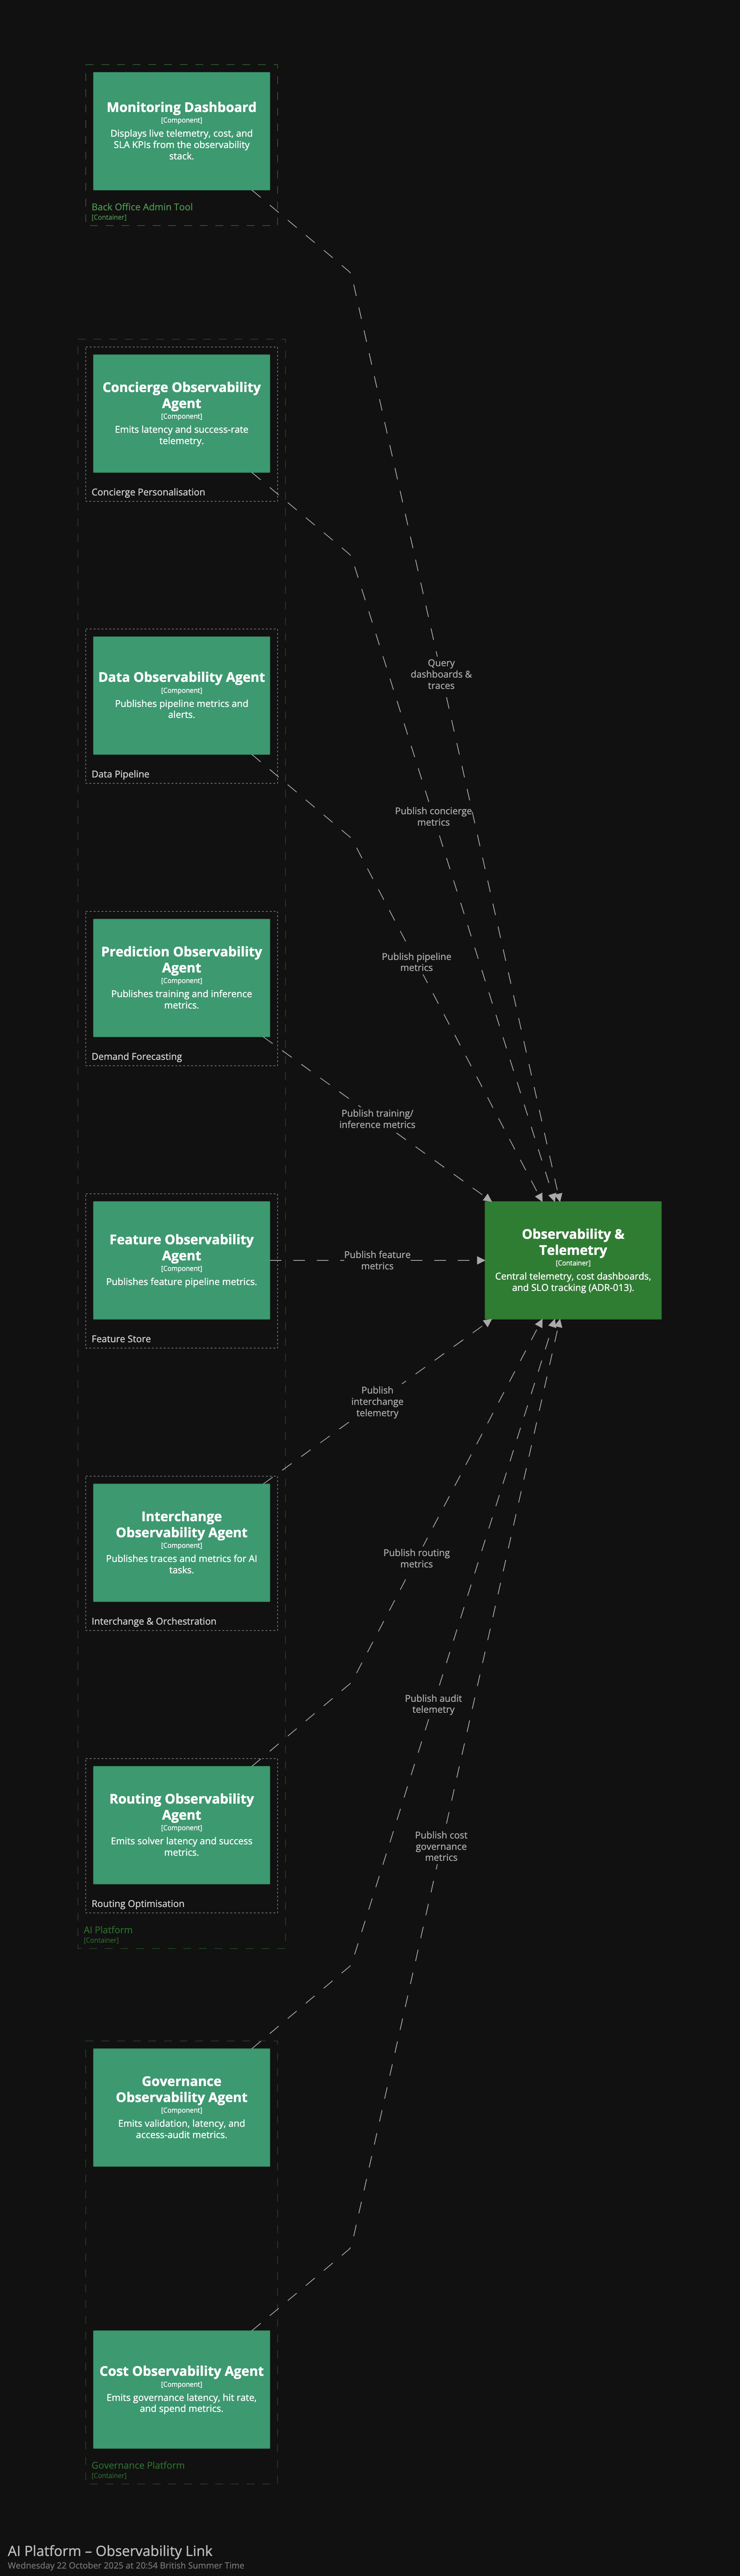 Monitoring Dashboard
[Component]
Displays live telemetry, cost, and
SLA KPIs from the observability
stack.
Back Office Admin Tool
[Container]
Concierge Observability
Agent
[Component]
Emits latency and success-rate
telemetry.
Concierge Personalisation
Data Observability Agent
[Component]
Publishes pipeline metrics and
alerts.
Data Pipeline
Query
dashboards &
traces
Publish concierge
metrics
Prediction Observability
Agent
[Component]
Publishes training and inference
metrics.
Demand Forecasting
Publish pipeline
metrics
Publish training/
inference metrics
Feature Observability
Agent
[Component]
Publishes feature pipeline metrics.
Feature Store
Publish feature
metrics
Observability &
Telemetry
[Container]
Central telemetry, cost dashboards,
and SLO tracking (ADR-013).
Publish
interchange
telemetry
Interchange
Observability Agent
[Component]
Publishes traces and metrics for AI
tasks.
Interchange & Orchestration
Publish routing
metrics
Publish audit
telemetry
Routing Observability
Agent
[Component]
Emits solver latency and success
metrics.
Routing Optimisation
AI Platform
[Container]
Publish cost
governance
metrics
Governance
Observability Agent
[Component]
Emits validation, latency, and
access-audit metrics.
Cost Observability Agent
[Component]
Emits governance latency, hit rate,
and spend metrics.
Governance Platform
[Container]
AI Platform – Observability Link
Wednesday 22 October 2025 at 20:54 British Summer Time